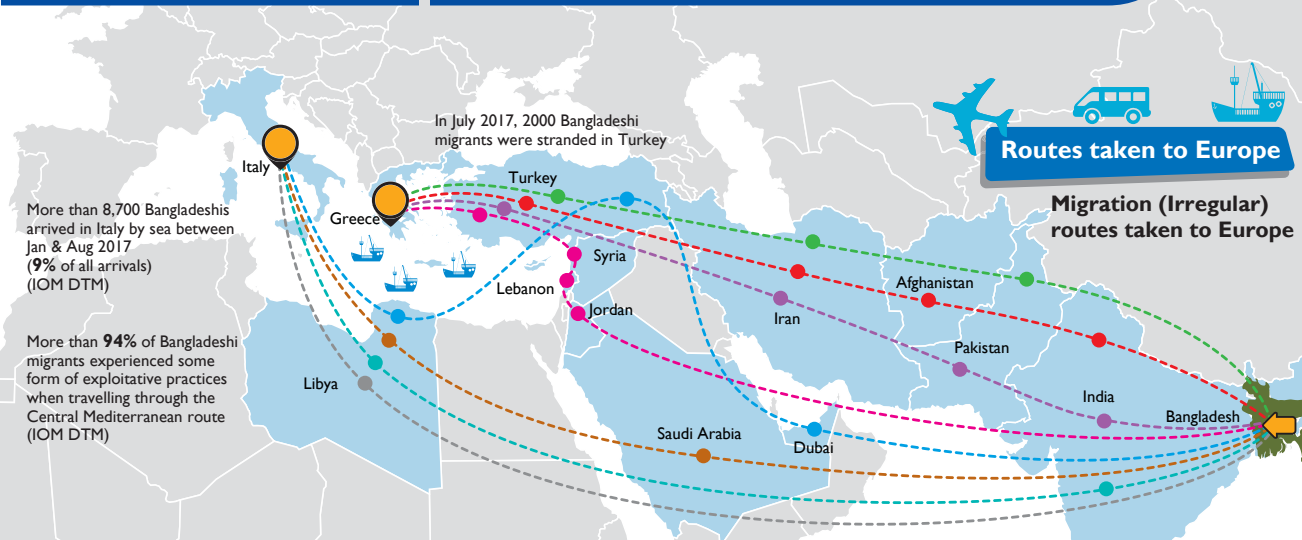 Routes taken to Europe
Migration (Irregular)
routes taken to Europe
In July 2017, 2000 Bangladeshi
migrants were stranded in Turkey
Italy
Turkey
Greece
More than 8,700 Bangladeshis
arrived in Italy by sea between
Jan & Aug 2017
(9% of all arrivals)
(IOM DTM)
Syria
Lebanon
Afghanistan
Jordan
Iran
More than 94% of Bangladeshi
migrants experienced some
form of exploitative practices
when travelling through the
Central Mediterranean route
(IOM DTM)
Pakistan
Libya
India
Bangladesh
Saudi Arabia
Dubai